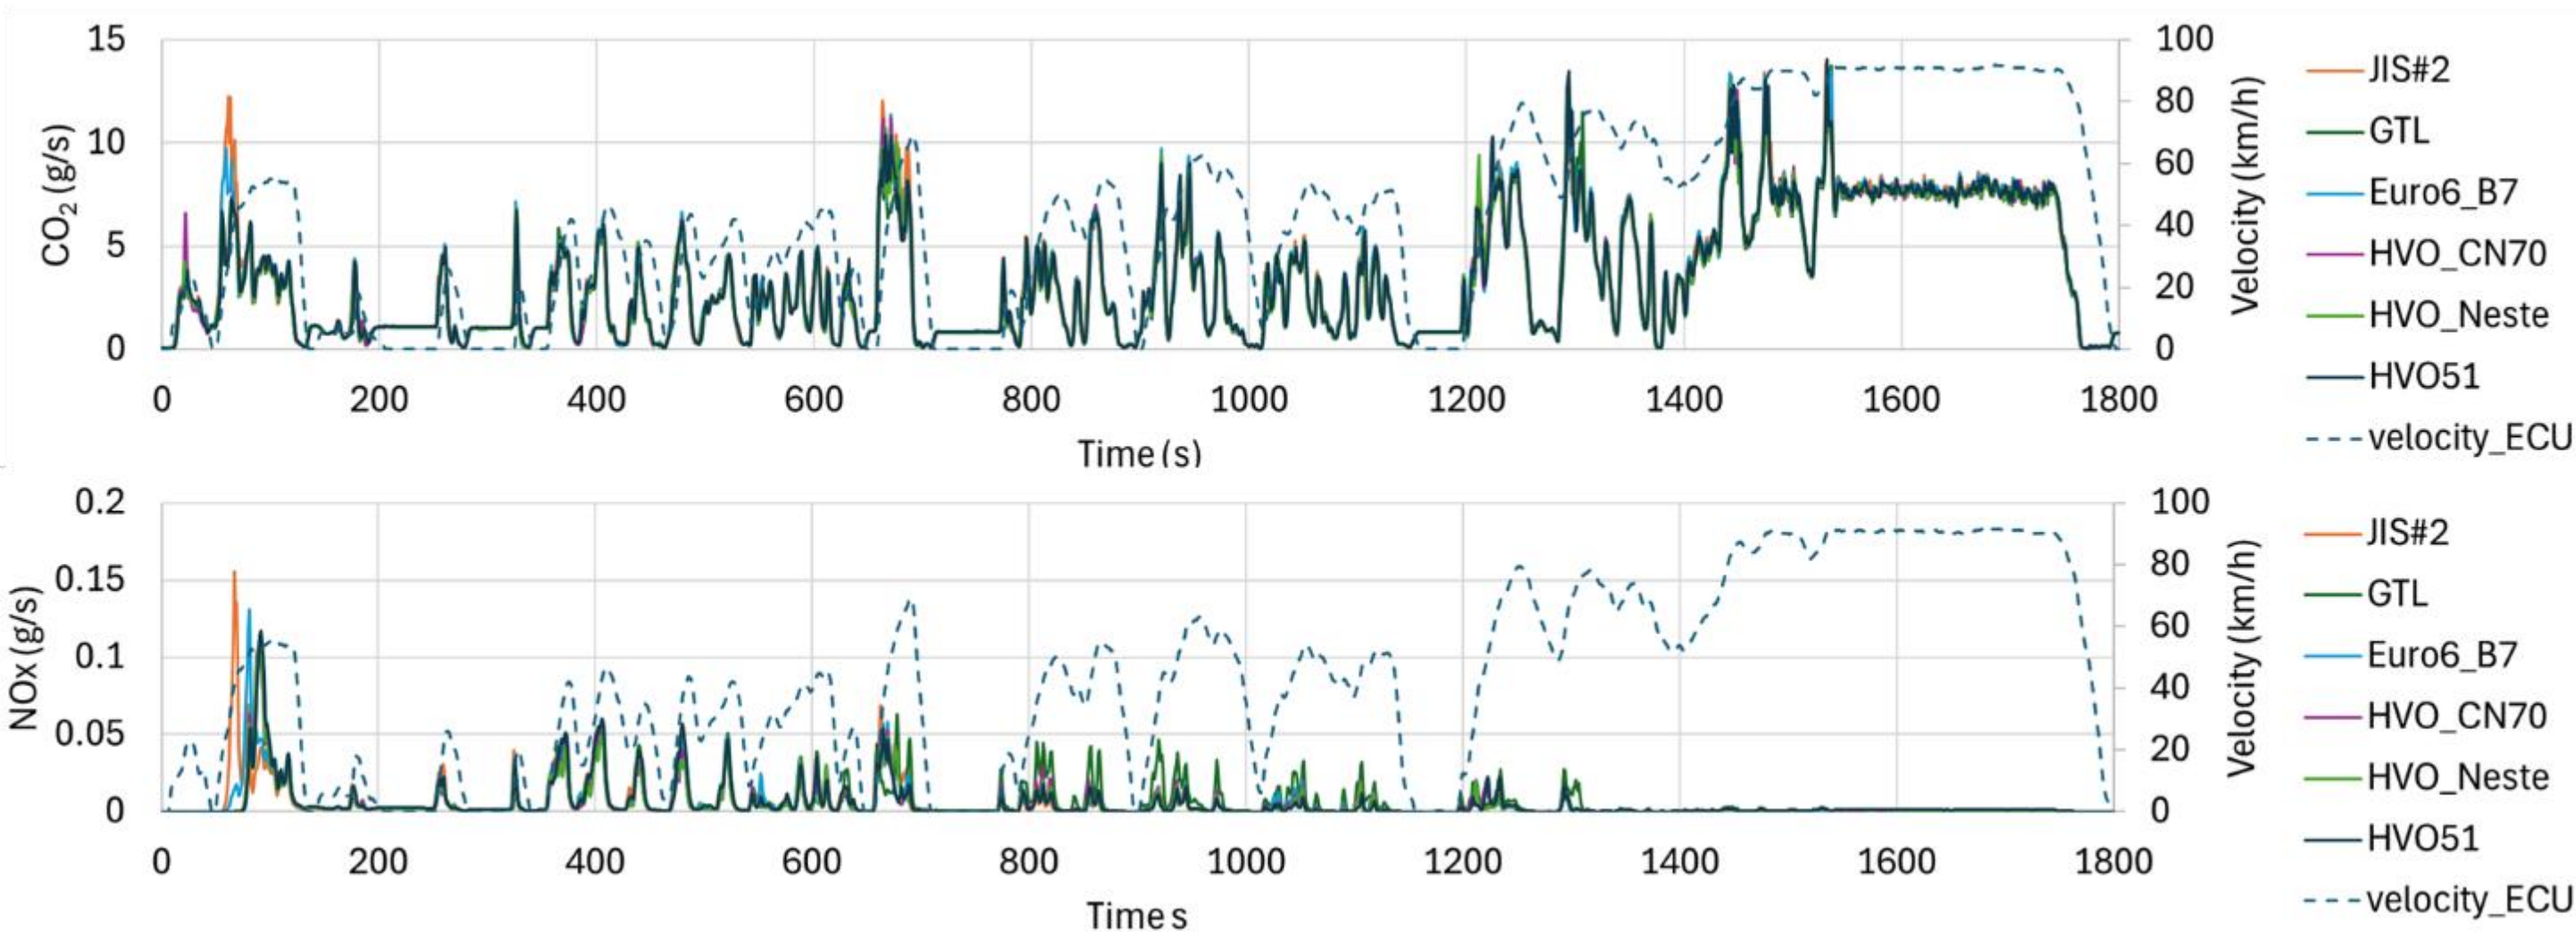 15
10
5
0
CO₂ (g/s)
100
80
60
40
20
0
Velocity (km/h)
0 200 400 600 800 1000 1200 1400 1600 1800
Time (s)
JIS#2
GTL
Euro6_B7
HVO_CN70
HVO_Neste
HVO51
velocity_ECU
0.2
0.15
0.1
0.05
0
NOx (g/s)
100
80
60
40
20
0
Velocity (km/h)
0 200 400 600 800 1000 1200 1400 1600 1800
Time s
JIS#2
GTL
Euro6_B7
HVO_CN70
HVO_Neste
HVO51
velocity_ECU